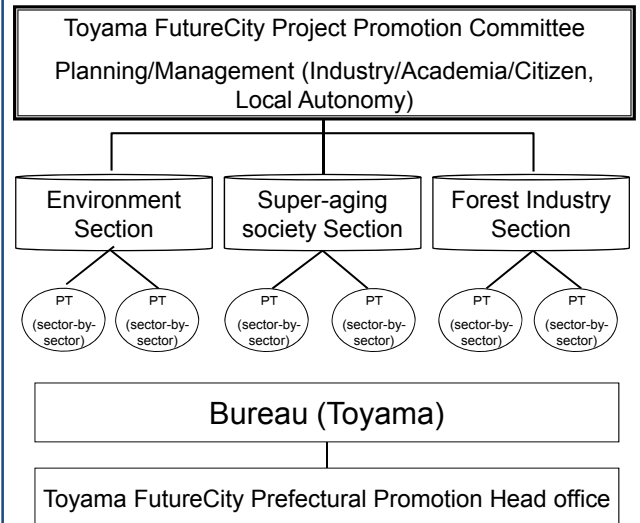 Toyama FutureCity Project Promotion Committee
Planning/Management (Industry/Academia/Citizen,
Local Autonomy)
Environment
Section
Super-aging
society Section
Forest Industry
Section
PT
(sector-by-
sector)
PT
(sector-by-
sector)
PT
(sector-by-
sector)
PT
(sector-by-
sector)
PT
(sector-by-
sector)
PT
(sector-by-
sector)
Bureau (Toyama)
Toyama FutureCity Prefectural Promotion Head office